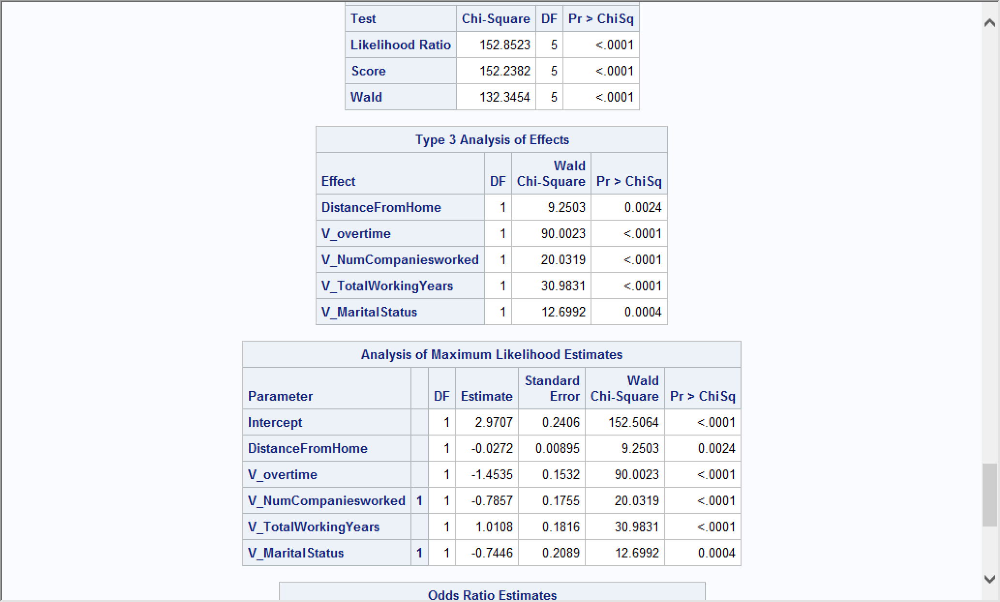 Test Chi-Square DF Pr > ChiSq
Likelihood Ratio 152.8523 5 <.0001
Score 152.2382 5 <.0001
Wald 132.3454 5 <.0001
Type 3 Analysis of Effects
Effect DF Wald Chi-Square Pr > ChiSq
DistanceFromHome 1 9.2503 0.0024
V_overtime 1 90.0023 <.0001
V_NumCompaniesworked 1 20.0319 <.0001
V_TotalWorkingYears 1 30.9831 <.0001
V_MaritalStatus 1 12.6992 0.0004
Analysis of Maximum Likelihood Estimates
Parameter DF Estimate Standard Error Wald Chi-Square Pr > ChiSq
Intercept 1 2.9707 0.2406 152.5064 <.0001
DistanceFromHome 1 -0.0272 0.00895 9.2503 0.0024
V_overtime 1 -1.4535 0.1532 90.0023 <.0001
V_NumCompaniesworked 1 1 -0.7857 0.1755 20.0319 <.0001
V_TotalWorkingYears 1 1.0108 0.1816 30.9831 <.0001
V_MaritalStatus 1 1 -0.7446 0.2089 12.6992 0.0004
Odds Ratio Estimates